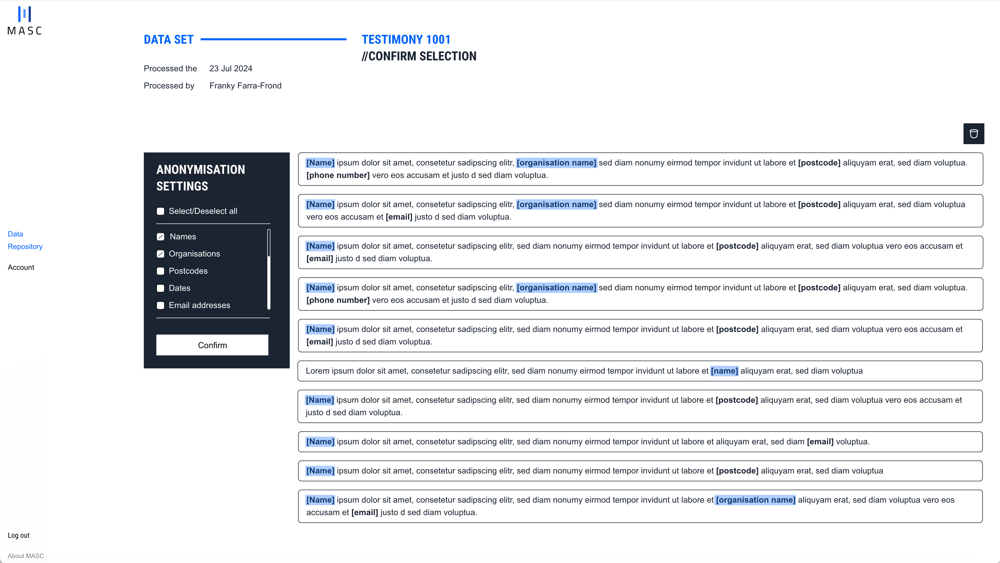 MASC
DATA SET
TESTIMONY 1001
//CONFIRM SELECTION
Processed the 23 Jul 2024
Processed by Franky Farra-Frond
Data
Repository
Account
Log out
About MASC
ANONYMISATION
SETTINGS
Select/Deselect all
Names
Organisations
Postcodes
Dates
Email addresses
Confirm
[Name] ipsum dolor sit amet, consetetur sadipscing elitr, [organisation name] sed diam nonumy eirmod tempor invidunt ut labore et [postcode] aliquyam erat, sed diam voluptua.
[phone number] vero eos accusam et justo d sed diam voluptua.
[Name] ipsum dolor sit amet, consetetur sadipscing elitr, [organisation name] sed diam nonumy eirmod tempor invidunt ut labore et [postcode] aliquyam erat, sed diam voluptua
vero eos accusam et [email] justo d sed diam voluptua.
[Name] ipsum dolor sit amet, consetetur sadipscing elitr, sed diam nonumy eirmod tempor invidunt ut labore et [postcode] aliquyam erat, sed diam voluptua vero eos accusam et
[email] justo d sed diam voluptua.
[Name] ipsum dolor sit amet, consetetur sadipscing elitr, [organisation name] sed diam nonumy eirmod tempor invidunt ut labore et [postcode] aliquyam erat, sed diam voluptua.
[phone number] vero eos accusam et justo d sed diam voluptua.
[Name] ipsum dolor sit amet, consetetur sadipscing elitr, sed diam nonumy eirmod tempor invidunt ut labore et [postcode] aliquyam erat, sed diam voluptua vero eos accusam et
[email] justo d sed diam voluptua.
Lorem ipsum dolor sit amet, consetetur sadipscing elitr, sed diam nonumy eirmod tempor invidunt ut labore et [name] aliquyam erat, sed diam voluptua
[Name] ipsum dolor sit amet, consetetur sadipscing elitr, sed diam nonumy eirmod tempor invidunt ut labore et [postcode] aliquyam erat, sed diam voluptua vero eos accusam et
justo d sed diam voluptua.
[Name] ipsum dolor sit amet, consetetur sadipscing elitr, sed diam nonumy eirmod tempor invidunt ut labore et aliquyam erat, sed diam [email] voluptua.
[Name] ipsum dolor sit amet, consetetur sadipscing elitr, sed diam nonumy eirmod tempor invidunt ut labore et [postcode] aliquyam erat, sed diam voluptua
[Name] ipsum dolor sit amet, consetetur sadipscing elitr, sed diam nonumy eirmod tempor invidunt ut labore et [organisation name] aliquyam erat, sed diam voluptua vero eos
accusam et [email] justo d sed diam voluptua.